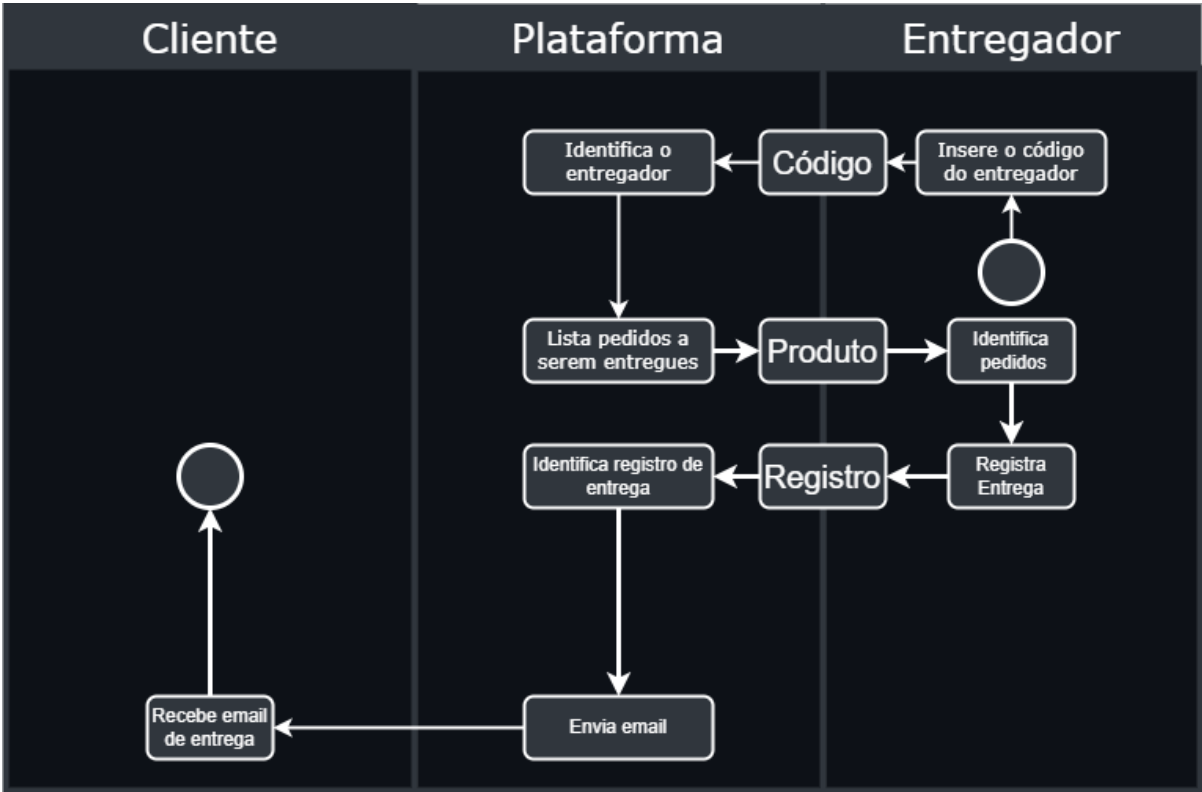 Cliente
Plataforma
Entregador
Identifica o
entregador
Código
Insere o código
do entregador
Lista pedidos a
serem entregues
Produto
Identifica
pedidos
Identifica registro de
entrega
Registro
Registra
Entrega
Recebe email
de entrega
Envia email